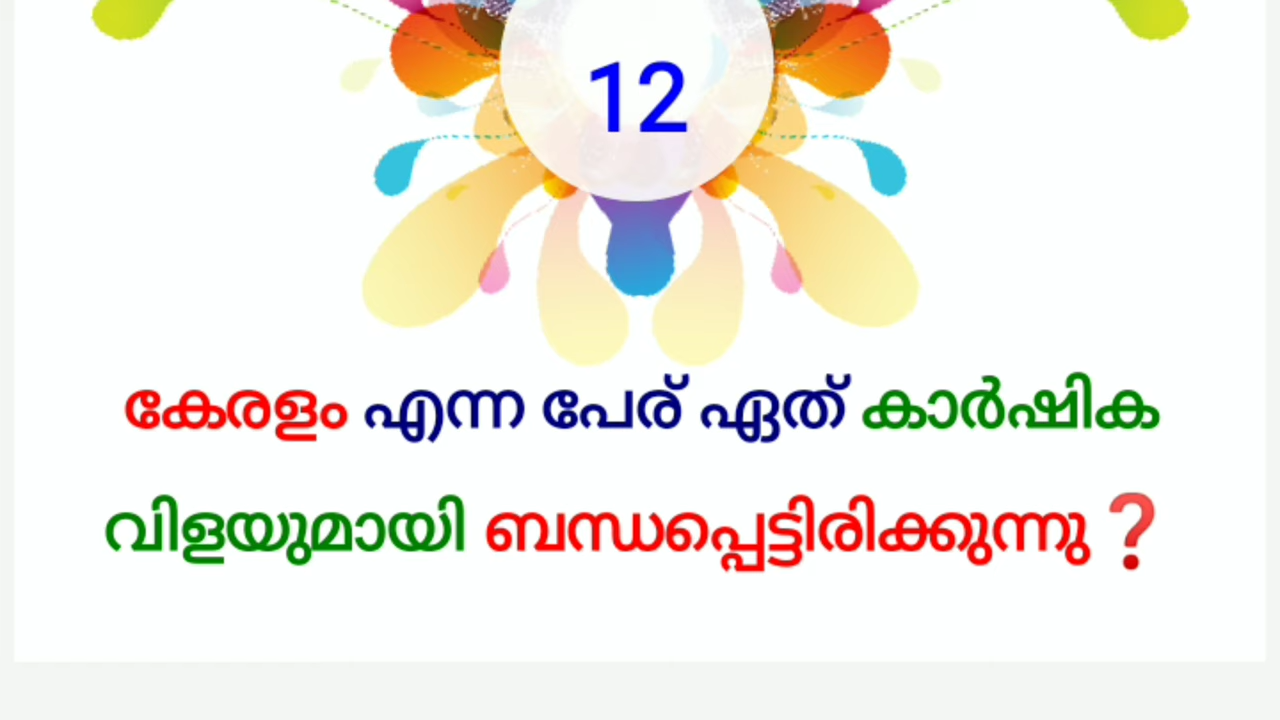 12
കേരളം എന്ന പേര് ഏത് കാർഷിക
വിളയുമായി ബന്ധപ്പെട്ടിരിക്കുന്നു❓